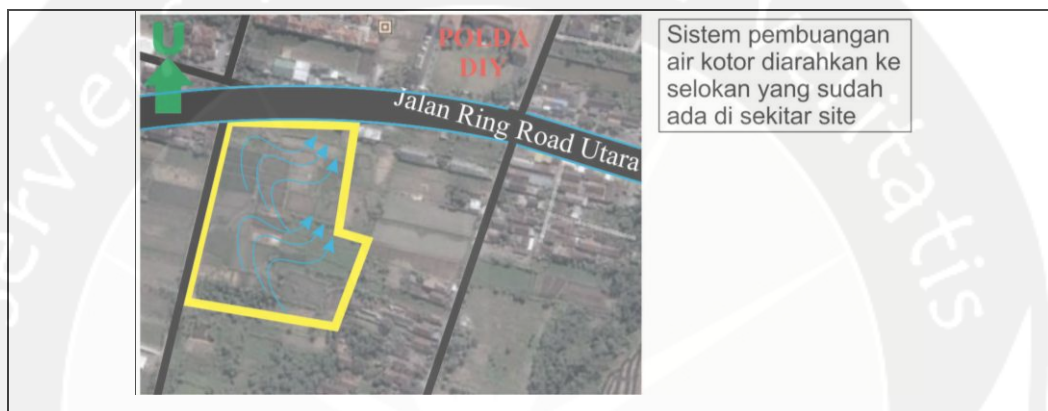 U
POLDA
DIY
Jalan Ring Road Utara
Sistem pembuangan
air kotor diarahkan ke
selokan yang sudah
ada di sekitar site